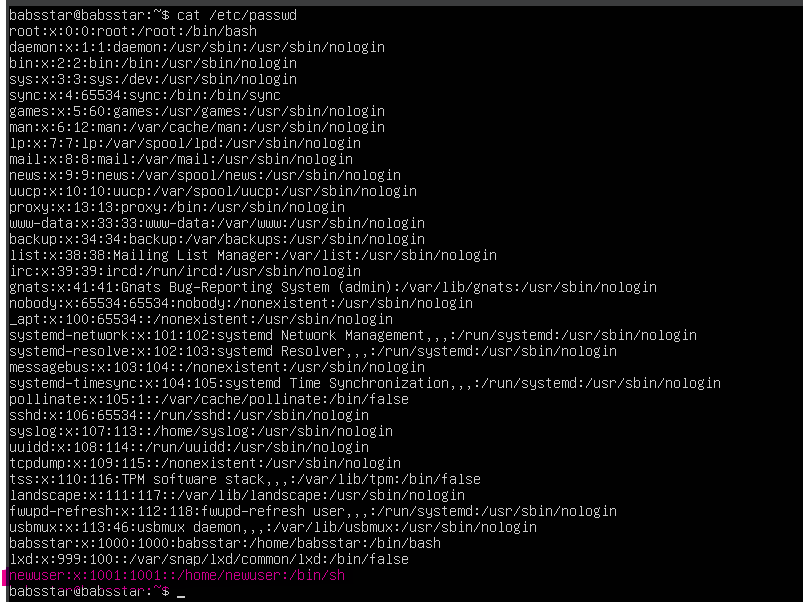 babsstar@babsstar:~$ cat /etc/passwd
root:x:0:0:root:/root:/bin/bash
daemon:x:1:1:daemon:/usr/sbin:/usr/sbin/nologin
bin:x:2:2:bin:/bin:/usr/sbin/nologin
sys:x:3:3:sys:/dev:/usr/sbin/nologin
sync:x:4:65534:sync:/bin:/bin/sync
games:x:5:60:games:/usr/games:/usr/sbin/nologin
man:x:6:12:man:/var/cache/man:/usr/sbin/nologin
lp:x:7:7:lp:/var/spool/lpd:/usr/sbin/nologin
mail:x:8:8:mail:/var/mail:/usr/sbin/nologin
news:x:9:9:news:/var/spool/news:/usr/sbin/nologin
uucp:x:10:10:uucp:/var/spool/uucp:/usr/sbin/nologin
proxy:x:13:13:proxy:/bin:/usr/sbin/nologin
www-data:x:33:33:www-data:/var/www:/usr/sbin/nologin
backup:x:34:34:backup:/var/backups:/usr/sbin/nologin
list:x:38:38:Mailing List Manager:/var/list:/usr/sbin/nologin
irc:x:39:39:ircd:/run/ircd:/usr/sbin/nologin
gnats:x:41:41:Gnats Bug-Reporting System (admin):/var/lib/gnats:/usr/sbin/nologin
nobody:x:65534:65534:nobody:/nonexistent:/usr/sbin/nologin
_apt:x:100:65534::/nonexistent:/usr/sbin/nologin
systemd-network:x:101:102:systemd Network Management,,,:/run/systemd:/usr/sbin/nologin
systemd-resolve:x:102:103:systemd Resolver,,,:/run/systemd:/usr/sbin/nologin
messagebus:x:103:104::/nonexistent:/usr/sbin/nologin
systemd-timesync:x:104:105:systemd Time Synchronization,,,:/run/systemd:/usr/sbin/nologin
pollinate:x:105:1::/var/cache/pollinate:/bin/false
sshd:x:106:65534::/run/sshd:/usr/sbin/nologin
syslog:x:107:113::/home/syslog:/usr/sbin/nologin
uuidd:x:108:114::/run/uuidd:/usr/sbin/nologin
tcpdump:x:109:115::/nonexistent:/usr/sbin/nologin
tss:x:110:116:TPM software stack,,,:/var/lib/tpm:/bin/false
landscape:x:111:117::/var/lib/landscape:/usr/sbin/nologin
fwupd-refresh:x:112:118:fwupd-refresh user,,,:/run/systemd:/usr/sbin/nologin
usbmux:x:113:46:usbmux daemon,,,:/var/lib/usbmux:/usr/sbin/nologin
babsstar:x:1000:1000:babsstar:/home/babsstar:/bin/bash
lxd:x:999:100::/var/snap/lxd/common/lxd:/bin/false
newuser:x:1001:1001::/home/newuser:/bin/sh
babsstar@babsstar:~$ _